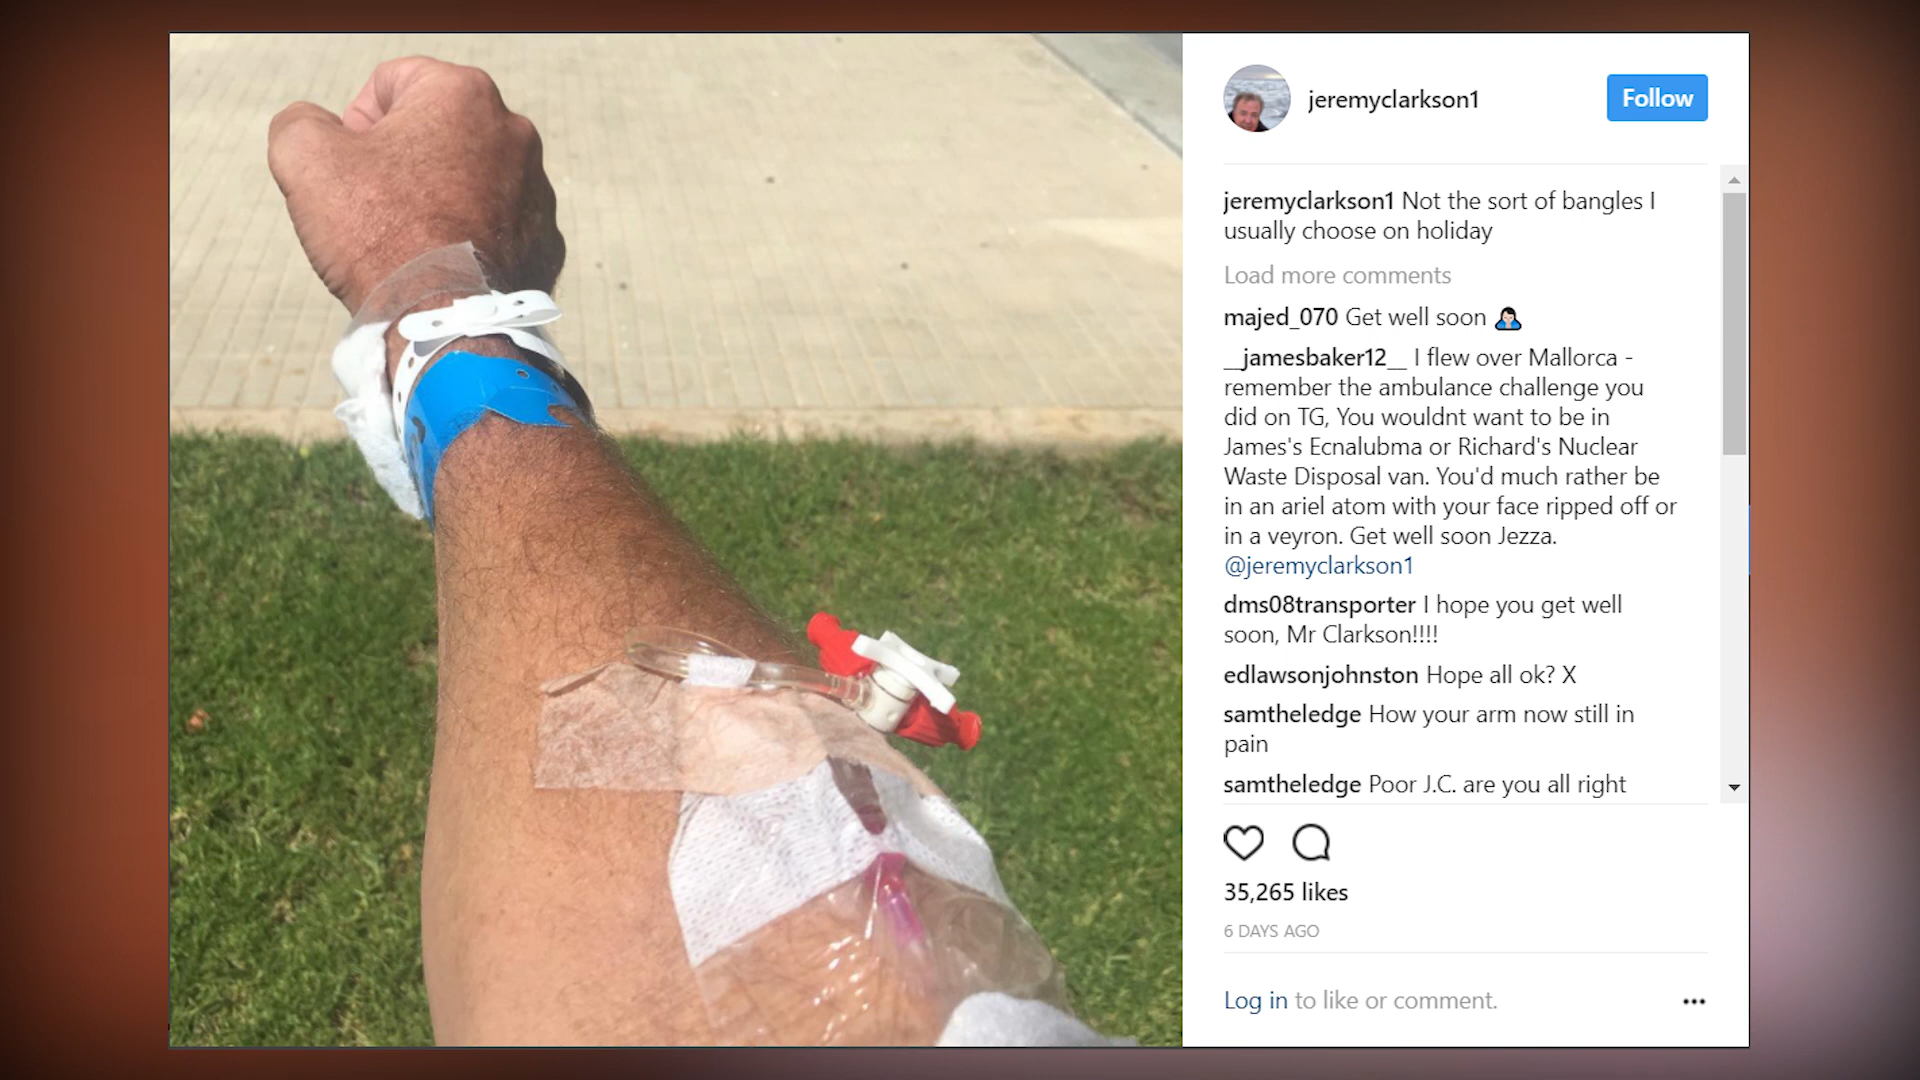 jeremyclarkson1
Follow
jeremyclarkson1 Not the sort of bangles I
usually choose on holiday
Load more comments
majed_070 Get well soon 🙇🏻
__jamesbaker12__ I flew over Mallorca -
remember the ambulance challenge you
did on TG, You wouldnt want to be in
James's Ecnalubma or Richard's Nuclear
Waste Disposal van. You'd much rather be
in an ariel atom with your face ripped off or
in a veyron. Get well soon Jezza.
@jeremyclarkson1
dms08transporter I hope you get well
soon, Mr Clarkson!!!!
edlawsonjohnston Hope all ok? X
samtheledge How your arm now still in
pain
samtheledge Poor J.C. are you all right
35,265 likes
6 DAYS AGO
Log in to like or comment.